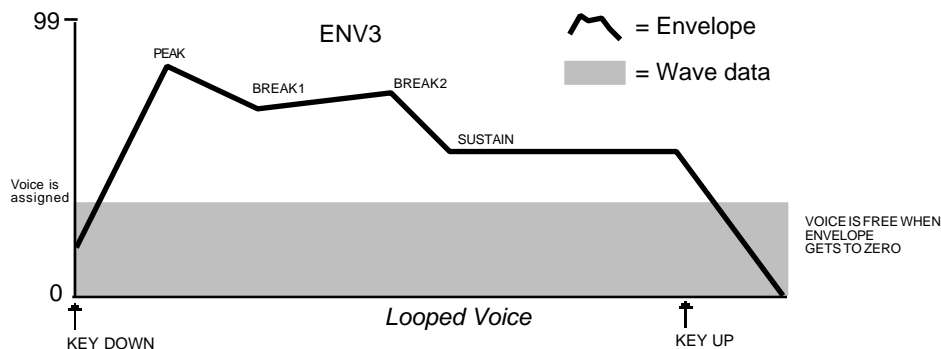 99
ENV3
= Envelope
= Wave data
PEAK
BREAK1
BREAK2
SUSTAIN
Voice is
assigned
VOICE IS FREE WHEN
ENVELOPE
GETS TO ZERO
0
Looped Voice
KEY DOWN
KEY UP